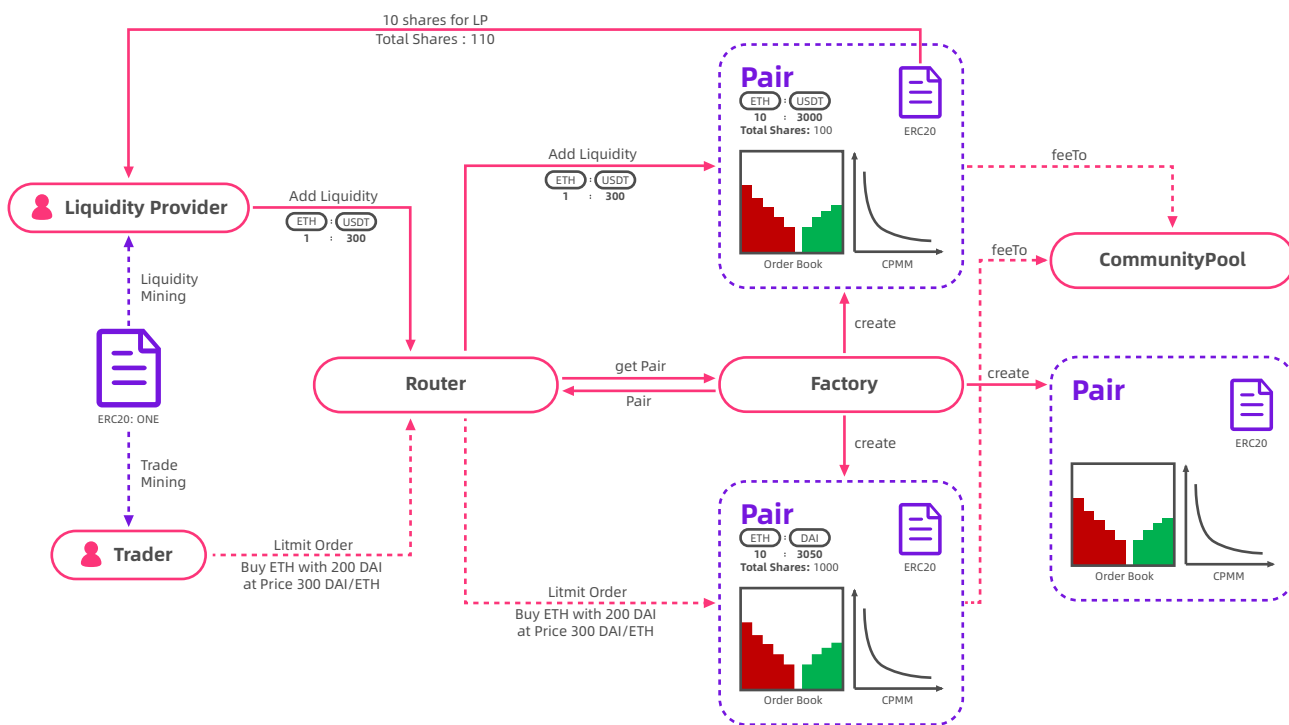 10 shares for LP
Total Shares : 110
Pair
ETH : USDT
10 : 3000
Total Shares: 100
ERC20
Order Book
CPMM
Add Liquidity
ETH : USDT
1 : 300
feeTo
Liquidity Provider
Add Liquidity
ETH : USDT
1 : 300
feeTo
CommunityPool
Liquidity
Mining
ERC20: ONE
Trade
Mining
Router
get Pair
Pair
Factory
create
create
create
Pair
ERC20
Order Book
CPMM
Trader
Litmit Order
Buy ETH with 200 DAI
at Price 300 DAI/ETH
Litmit Order
Buy ETH with 200 DAI
at Price 300 DAI/ETH
Pair
ETH : DAI
10 : 3050
Total Shares: 1000
ERC20
Order Book
CPMM